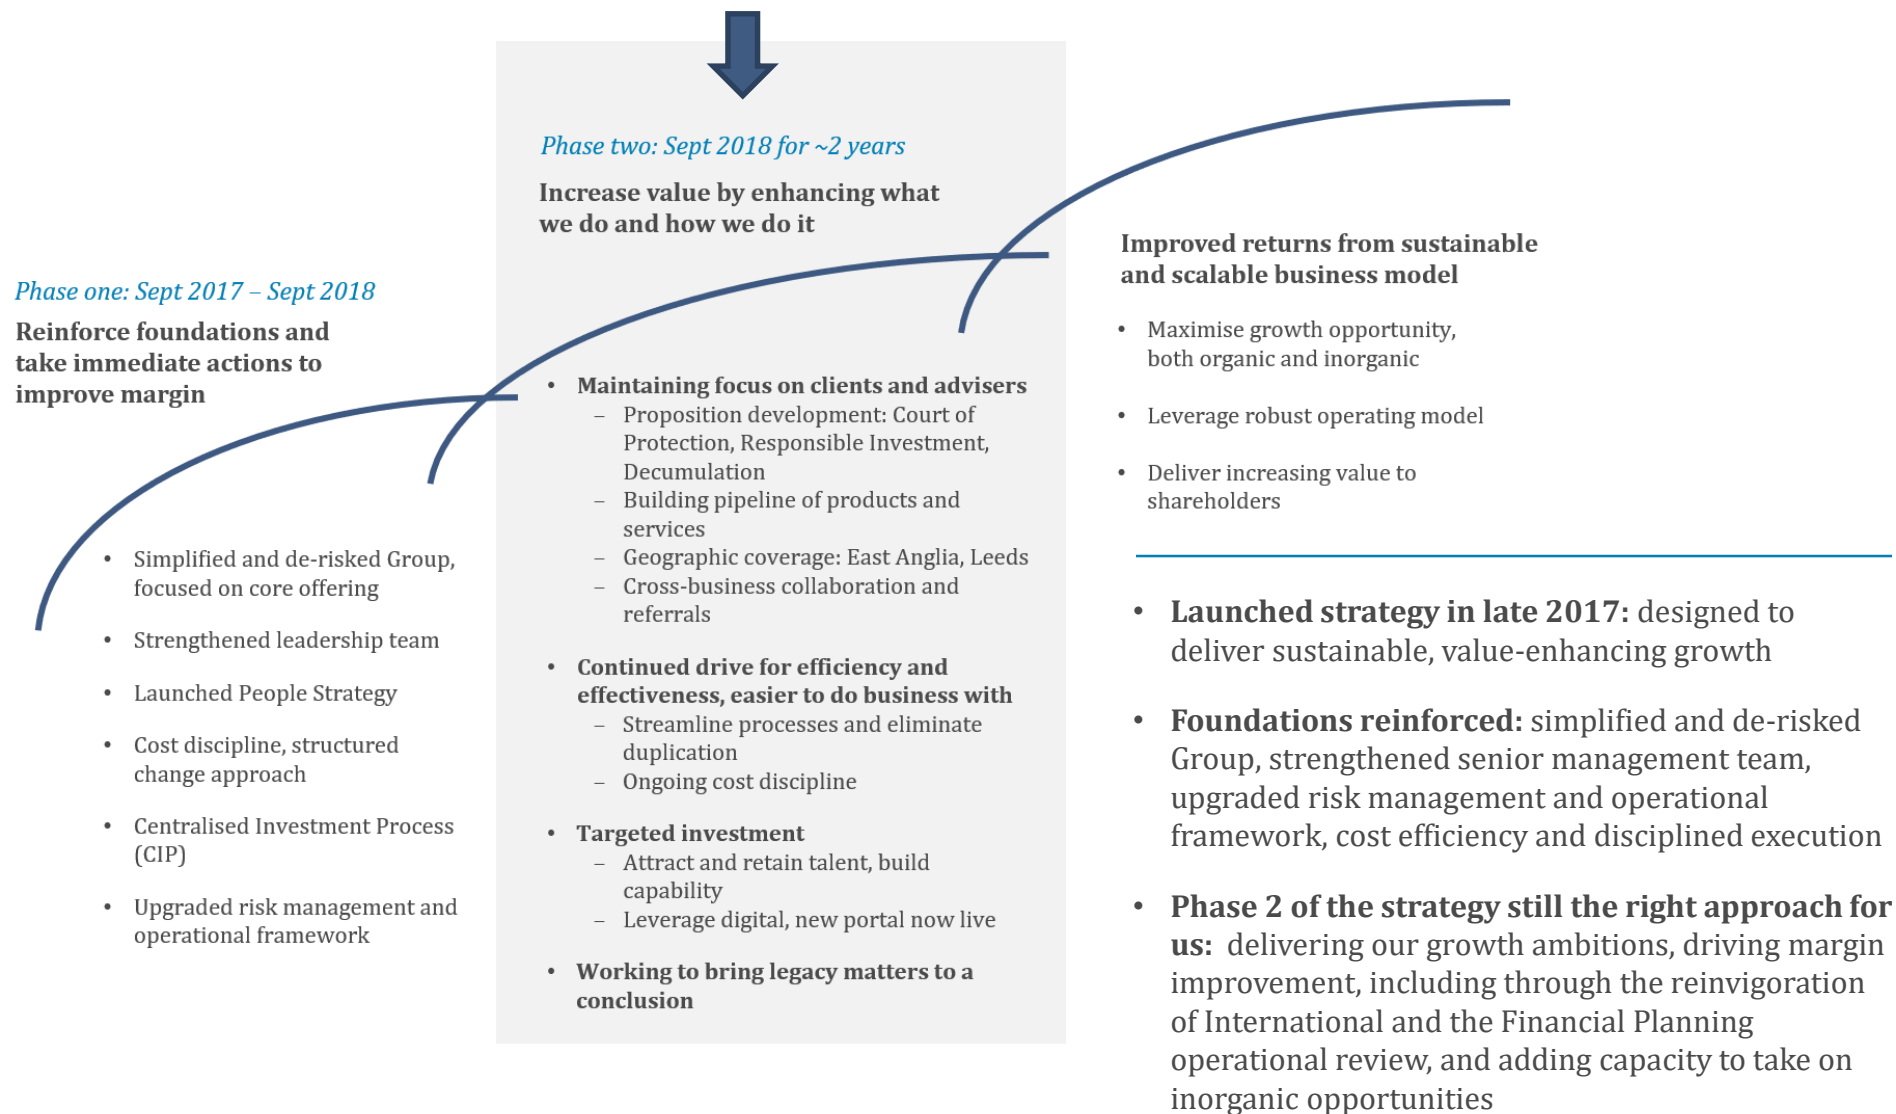 Phase one: Sept 2017 – Sept 2018
Reinforce foundations and
take immediate actions to
improve margin
• Simplified and de-risked Group,
focused on core offering
• Strengthened leadership team
• Launched People Strategy
• Cost discipline, structured
change approach
• Centralised Investment Process
(CIP)
• Upgraded risk management and
operational framework
Phase two: Sept 2018 for ~2 years
Increase value by enhancing what
we do and how we do it
• Maintaining focus on clients and advisers
– Proposition development: Court of
Protection, Responsible Investment,
Decumulation
– Building pipeline of products and
services
– Geographic coverage: East Anglia, Leeds
– Cross-business collaboration and
referrals
• Continued drive for efficiency and
effectiveness, easier to do business with
– Streamline processes and eliminate
duplication
– Ongoing cost discipline
• Targeted investment
– Attract and retain talent, build
capability
– Leverage digital, new portal now live
• Working to bring legacy matters to a
conclusion
Improved returns from sustainable
and scalable business model
• Maximise growth opportunity,
both organic and inorganic
• Leverage robust operating model
• Deliver increasing value to
shareholders
• Launched strategy in late 2017: designed to
deliver sustainable, value-enhancing growth
• Foundations reinforced: simplified and de-risked
Group, strengthened senior management team,
upgraded risk management and operational
framework, cost efficiency and disciplined execution
• Phase 2 of the strategy still the right approach for
us: delivering our growth ambitions, driving margin
improvement, including through the reinvigoration
of International and the Financial Planning
operational review, and adding capacity to take on
inorganic opportunities